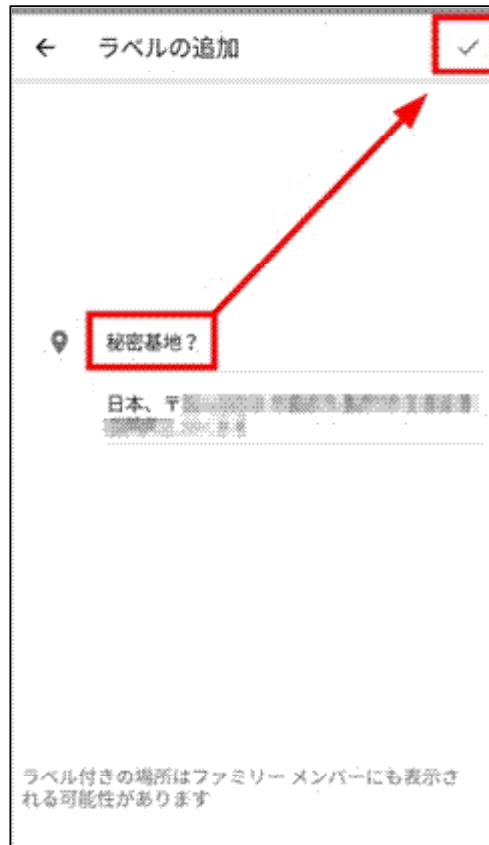 ラベルの追加
秘密基地？
日本、〒
ラベル付きの場所はファミリー メンバーにも表示さ
れる可能性があります